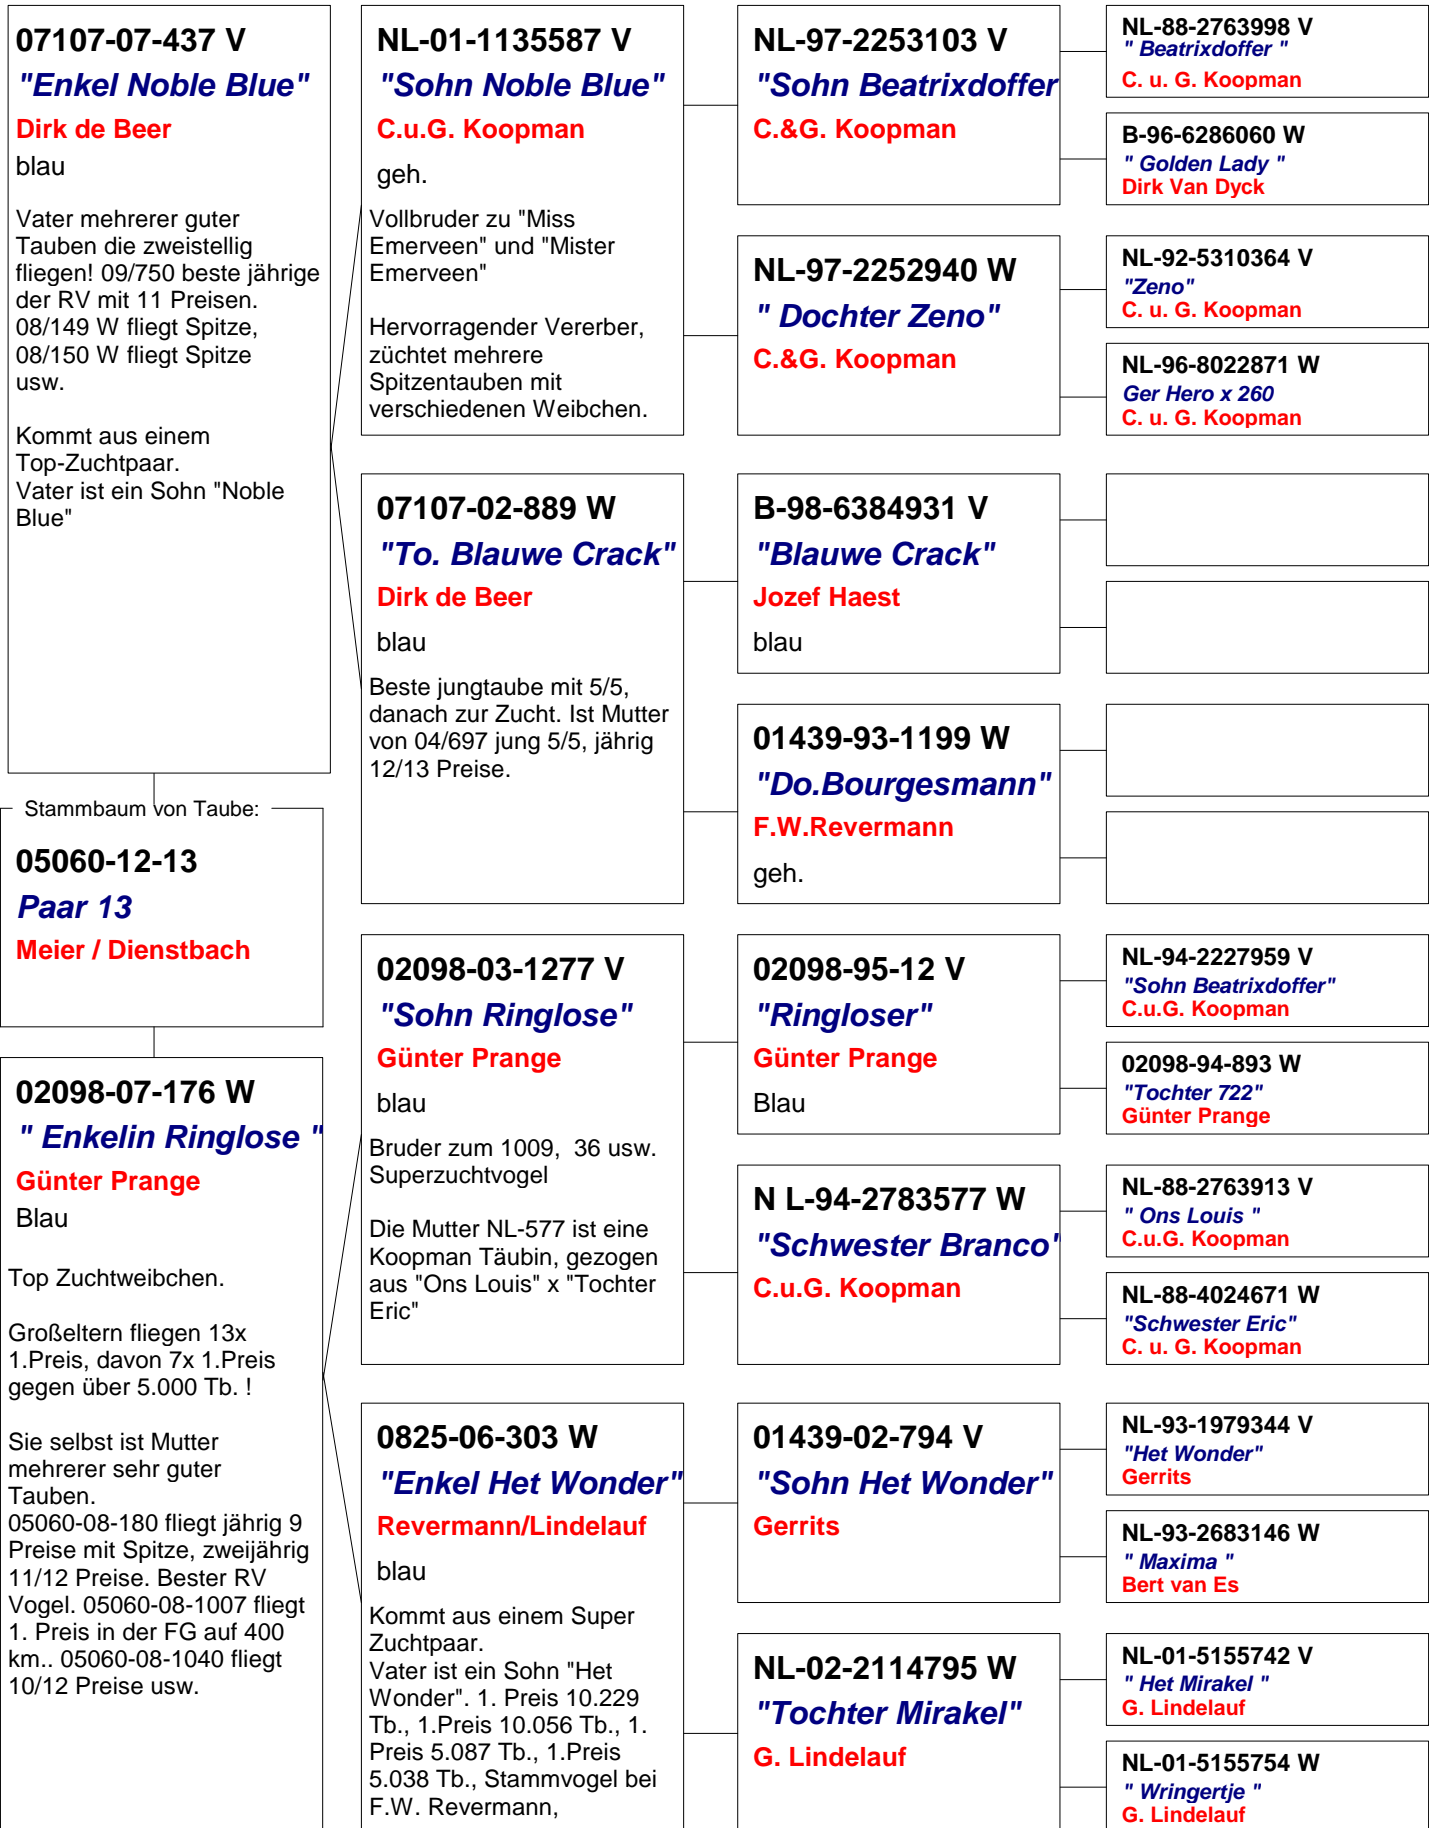 07107-07-437 V
"Enkel Noble Blue"
Dirk de Beer
blau
Vater mehrerer guter
Tauben die zweistellig
fliegen! 09/750 beste jährige
der RV mit 11 Preisen.
08/149 W fliegt Spitze,
08/150 W fliegt Spitze
usw.
Kommt aus einem
Top-Zuchtpaar.
Vater ist ein Sohn "Noble
Blue"
Stammbaum von Taube:
05060-12-13
Paar 13
Meier / Dienstbach
02098-07-176 W
" Enkelin Ringlose "
Günter Prange
Blau
Top Zuchtweibchen.
Großeltern fliegen 13x
1.Preis, davon 7x 1.Preis
gegen über 5.000 Tb. !
Sie selbst ist Mutter
mehrerer sehr guter
Tauben.
05060-08-180 fliegt jährig 9
Preise mit Spitze, zweijährig
11/12 Preise. Bester RV
Vogel. 05060-08-1007 fliegt
1. Preis in der FG auf 400
km.. 05060-08-1040 fliegt
10/12 Preise usw.
NL-01-1135587 V
"Sohn Noble Blue"
C.u.G. Koopman
geh.
Vollbruder zu "Miss
Emerveen" und "Mister
Emerveen"
Hervorragender Vererber,
züchtet mehrere
Spitzentauben mit
verschiedenen Weibchen.
07107-02-889 W
"To. Blauwe Crack"
Dirk de Beer
blau
Beste jungtaube mit 5/5,
danach zur Zucht. Ist Mutter
von 04/697 jung 5/5, jährig
12/13 Preise.
02098-03-1277 V
"Sohn Ringlose"
Günter Prange
blau
Bruder zum 1009,  36 usw.
Superzuchtvogel
Die Mutter NL-577 ist eine
Koopman Täubin, gezogen
aus "Ons Louis" x "Tochter
Eric"
0825-06-303 W
"Enkel Het Wonder"
Revermann/Lindelauf
blau
Kommt aus einem Super
Zuchtpaar.
Vater ist ein Sohn "Het
Wonder". 1. Preis 10.229
Tb., 1.Preis 10.056 Tb., 1.
Preis 5.087 Tb., 1.Preis
5.038 Tb., Stammvogel bei
F.W. Revermann,
NL-97-2253103 V
"Sohn Beatrixdoffer
C.&G. Koopman
NL-97-2252940 W
" Dochter Zeno"
C.&G. Koopman
B-98-6384931 V
"Blauwe Crack"
Jozef Haest
blau
01439-93-1199 W
"Do.Bourgesmann"
F.W.Revermann
geh.
02098-95-12 V
"Ringloser"
Günter Prange
Blau
N L-94-2783577 W
"Schwester Branco"
C.u.G. Koopman
01439-02-794 V
"Sohn Het Wonder"
Gerrits
NL-02-2114795 W
"Tochter Mirakel"
G. Lindelauf
NL-88-2763998 V
" Beatrixdoffer "
C. u. G. Koopman
B-96-6286060 W
" Golden Lady "
Dirk Van Dyck
NL-92-5310364 V
"Zeno"
C. u. G. Koopman
NL-96-8022871 W
Ger Hero x 260
C. u. G. Koopman
NL-94-2227959 V
"Sohn Beatrixdoffer"
C.u.G. Koopman
02098-94-893 W
"Tochter 722"
Günter Prange
NL-88-2763913 V
" Ons Louis "
C.u.G. Koopman
NL-88-4024671 W
"Schwester Eric"
C. u. G. Koopman
NL-93-1979344 V
"Het Wonder"
Gerrits
NL-93-2683146 W
" Maxima "
Bert van Es
NL-01-5155742 V
" Het Mirakel "
G. Lindelauf
NL-01-5155754 W
" Wringertje "
G. Lindelauf